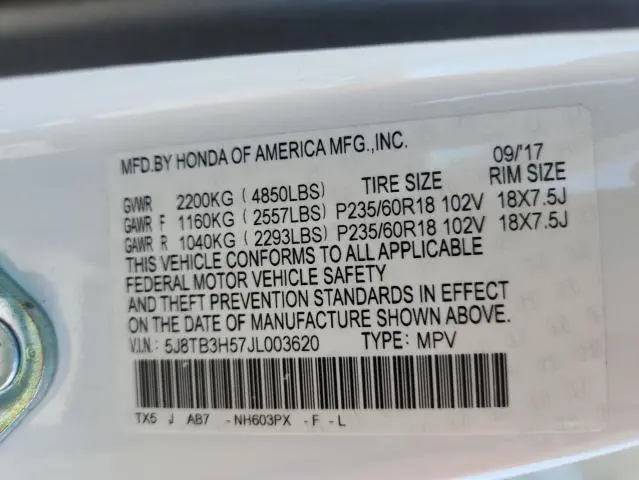 MFD.BY HONDA OF AMERICA MFG.,INC. 09/'17
TIRE SIZE RIM SIZE
GVWR 2200KG (4850LBS)
GAWR F 1160KG (2557LBS) P235/60R18 102V 18X7.5J
GAWR R 1040KG (2293LBS) P235/60R18 102V 18X7.5J
THIS VEHICLE CONFORMS TO ALL APPLICABLE
FEDERAL MOTOR VEHICLE SAFETY
AND THEFT PREVENTION STANDARDS IN EFFECT
ON THE DATE OF MANUFACTURE SHOWN ABOVE.
V.I.N: 5J8TB3H57JL003620 TYPE: MPV
TX5 J AB7 -NH603PX -F -L